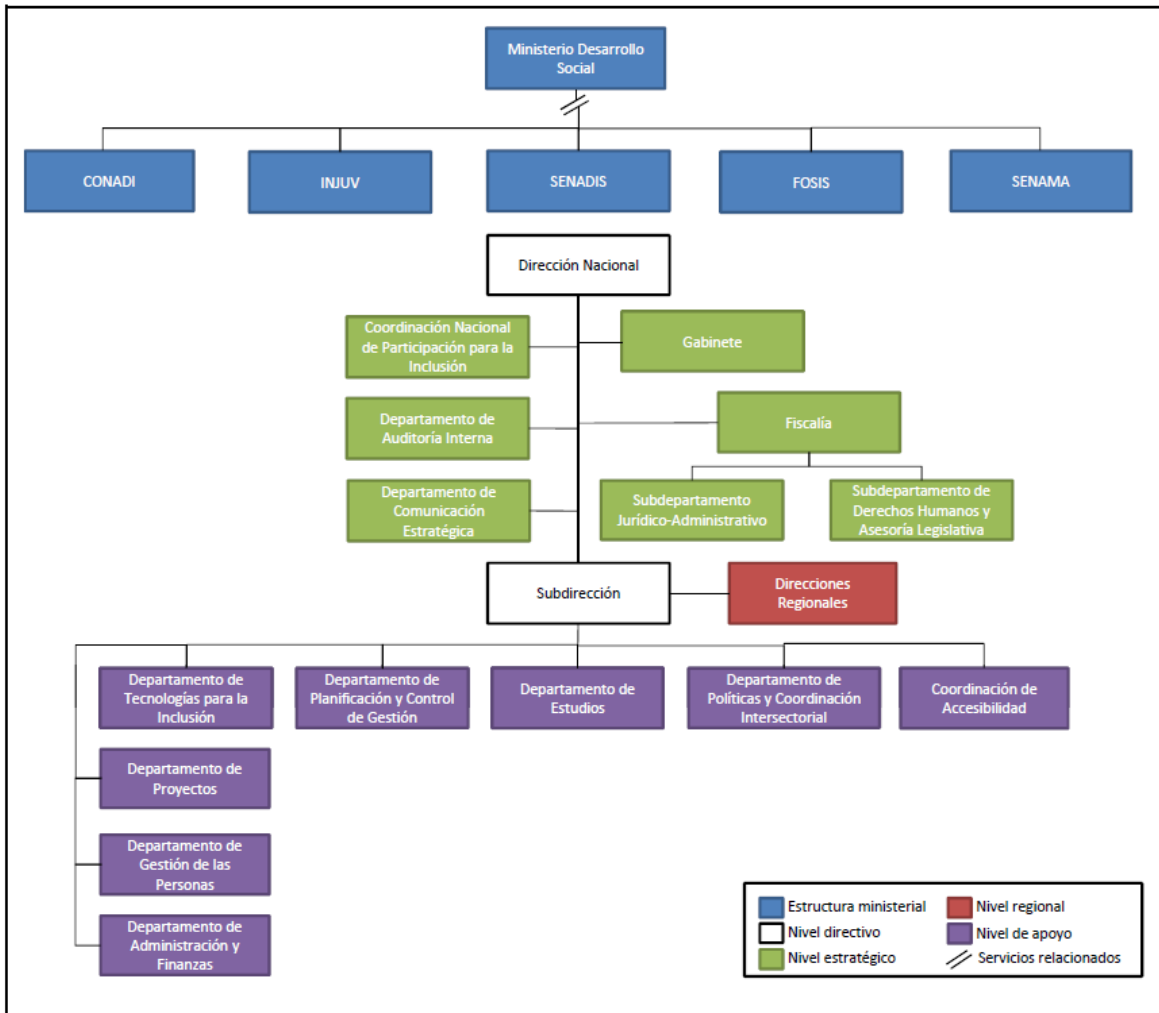 Ministerio Desarrollo
Social
CONADI
INJUV
SENADIS
FOSIS
SENAMA
Dirección Nacional
Coordinación Nacional
de Participación para la
Inclusión
Gabinete
Departamento de
Auditoría Interna
Fiscalía
Departamento de
Comunicación
Estratégica
Subdepartamento
Jurídico-Administrativo
Subdepartamento de
Derechos Humanos y
Asesoría Legislativa
Subdirección
Direcciones
Regionales
Departamento de
Tecnologías para la
Inclusión
Departamento de
Planificación y Control
de Gestión
Departamento de
Estudios
Departamento de
Políticas y Coordinación
Intersectorial
Coordinación de
Accesibilidad
Departamento de
Proyectos
Departamento de
Gestión de las
Personas
Departamento de
Administración y
Finanzas
Estructura ministerial
Nivel directivo
Nivel estratégico
Nivel regional
Nivel de apoyo
Servicios relacionados